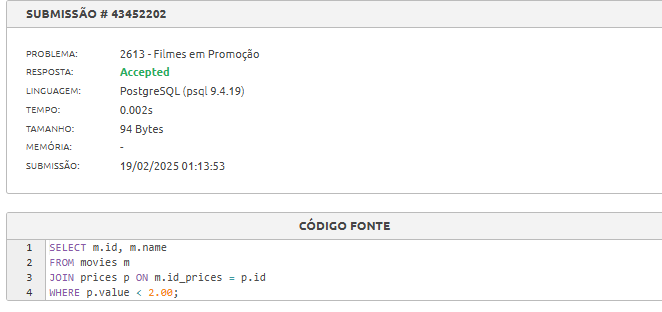 SUBMISSÃO # 43452202
PROBLEMA: 2613 - Filmes em Promoção
RESPOSTA: Accepted
LINGUAGEM: PostgreSQL (psql 9.4.19)
TEMPO: 0.002s
TAMANHO: 94 Bytes
MEMÓRIA: -
SUBMISSÃO: 19/02/2025 01:13:53
CÓDIGO FONTE
1 SELECT m.id, m.name
2 FROM movies m
3 JOIN prices p ON m.id_prices = p.id
4 WHERE p.value < 2.00;